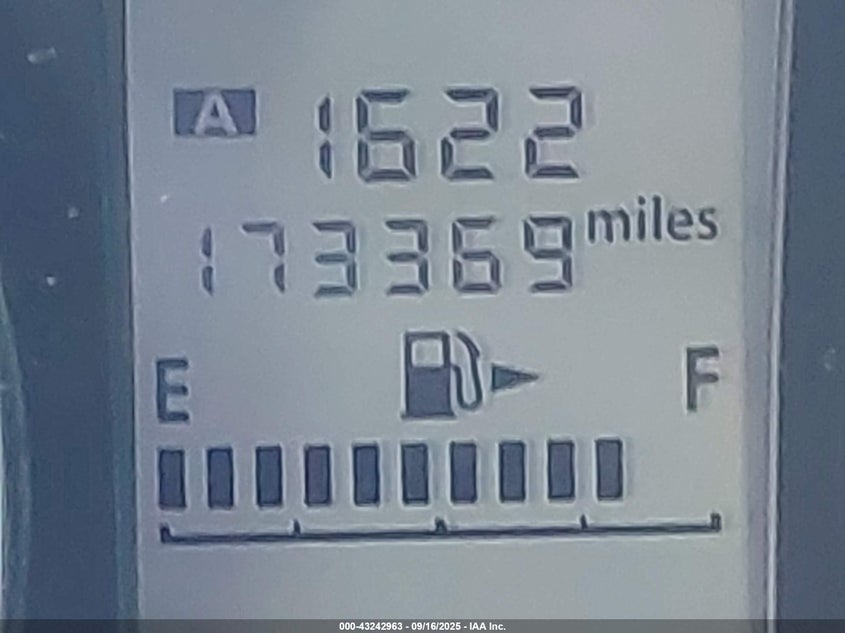 A 1622
173369 miles
E F
000-43242963 - 09/16/2025 - IAA Inc.